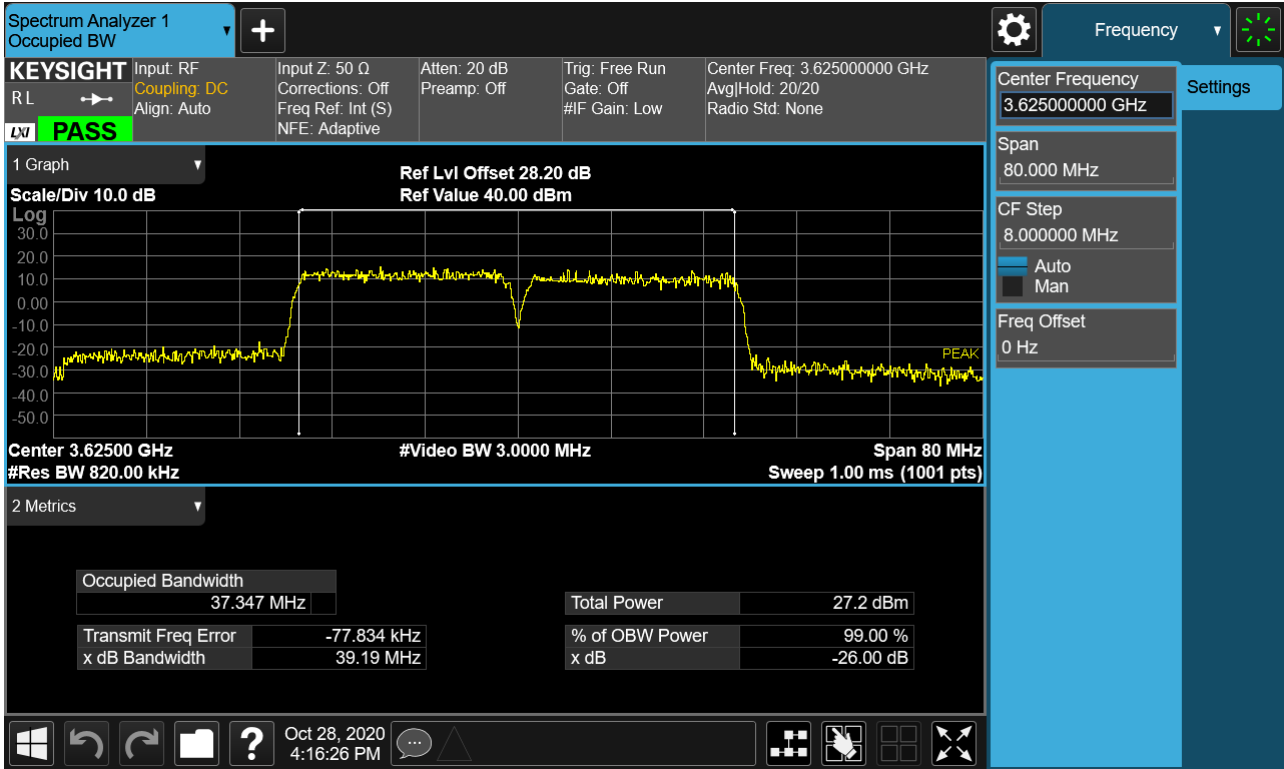 Spectrum Analyzer 1
Occupied BW
Frequency
KEYSIGHT
R L
LXI
PASS
Input: RF
Coupling: DC
Align: Auto
Input Z: 50 Ω
Corrections: Off
Freq Ref: Int (S)
NFE: Adaptive
Atten: 20 dB
Preamp: Off
Trig: Free Run
Gate: Off
#IF Gain: Low
Center Freq: 3.625000000 GHz
Avg|Hold: 20/20
Radio Std: None
Center Frequency
3.625000000 GHz
Settings
Span
80.000 MHz
CF Step
8.000000 MHz
Auto
Man
Freq Offset
0 Hz
1 Graph
Scale/Div 10.0 dB
Ref Lvl Offset 28.20 dB
Ref Value 40.00 dBm
Log
30.0
20.0
10.0
0.00
-10.0
-20.0
-30.0
-40.0
-50.0
PEAK
Center 3.62500 GHz
#Video BW 3.0000 MHz
Span 80 MHz
#Res BW 820.00 kHz
Sweep 1.00 ms (1001 pts)
2 Metrics
Occupied Bandwidth
37.347 MHz
Total Power 27.2 dBm
Transmit Freq Error -77.834 kHz
% of OBW Power 99.00 %
x dB Bandwidth 39.19 MHz
x dB -26.00 dB
?
Oct 28, 2020
4:16:26 PM